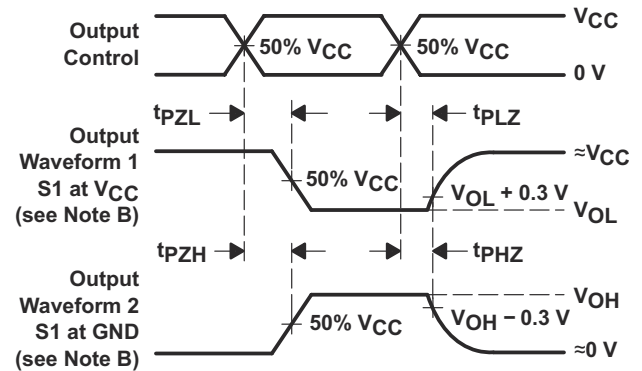 Output
Control
50% VCC
50% VCC
VCC
0 V
tPZL
tPLZ
Output
Waveform 1
S1 at VCC
(see Note B)
50% VCC
≈VCC
VOL + 0.3 V
VOL
tPZH
tPHZ
Output
Waveform 2
S1 at GND
(see Note B)
50% VCC
VOH
VOH − 0.3 V
≈0 V